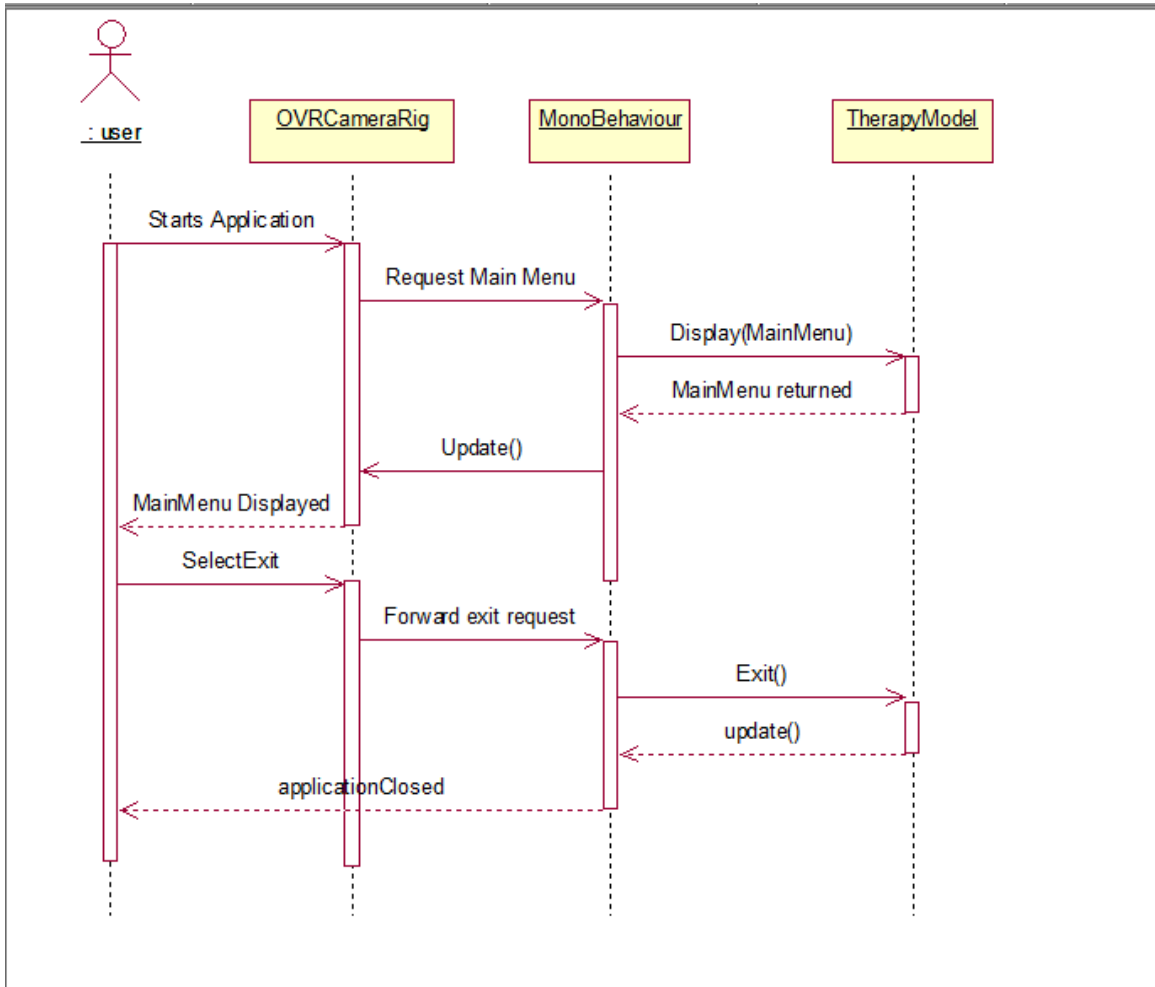 _: user
OVRCameraRig
MonoBehaviour
TherapyModel
Starts Application
Request Main Menu
Display(MainMenu)
MainMenu returned
Update()
MainMenu Displayed
SelectExit
Forward exit request
Exit()
update()
applicationClosed